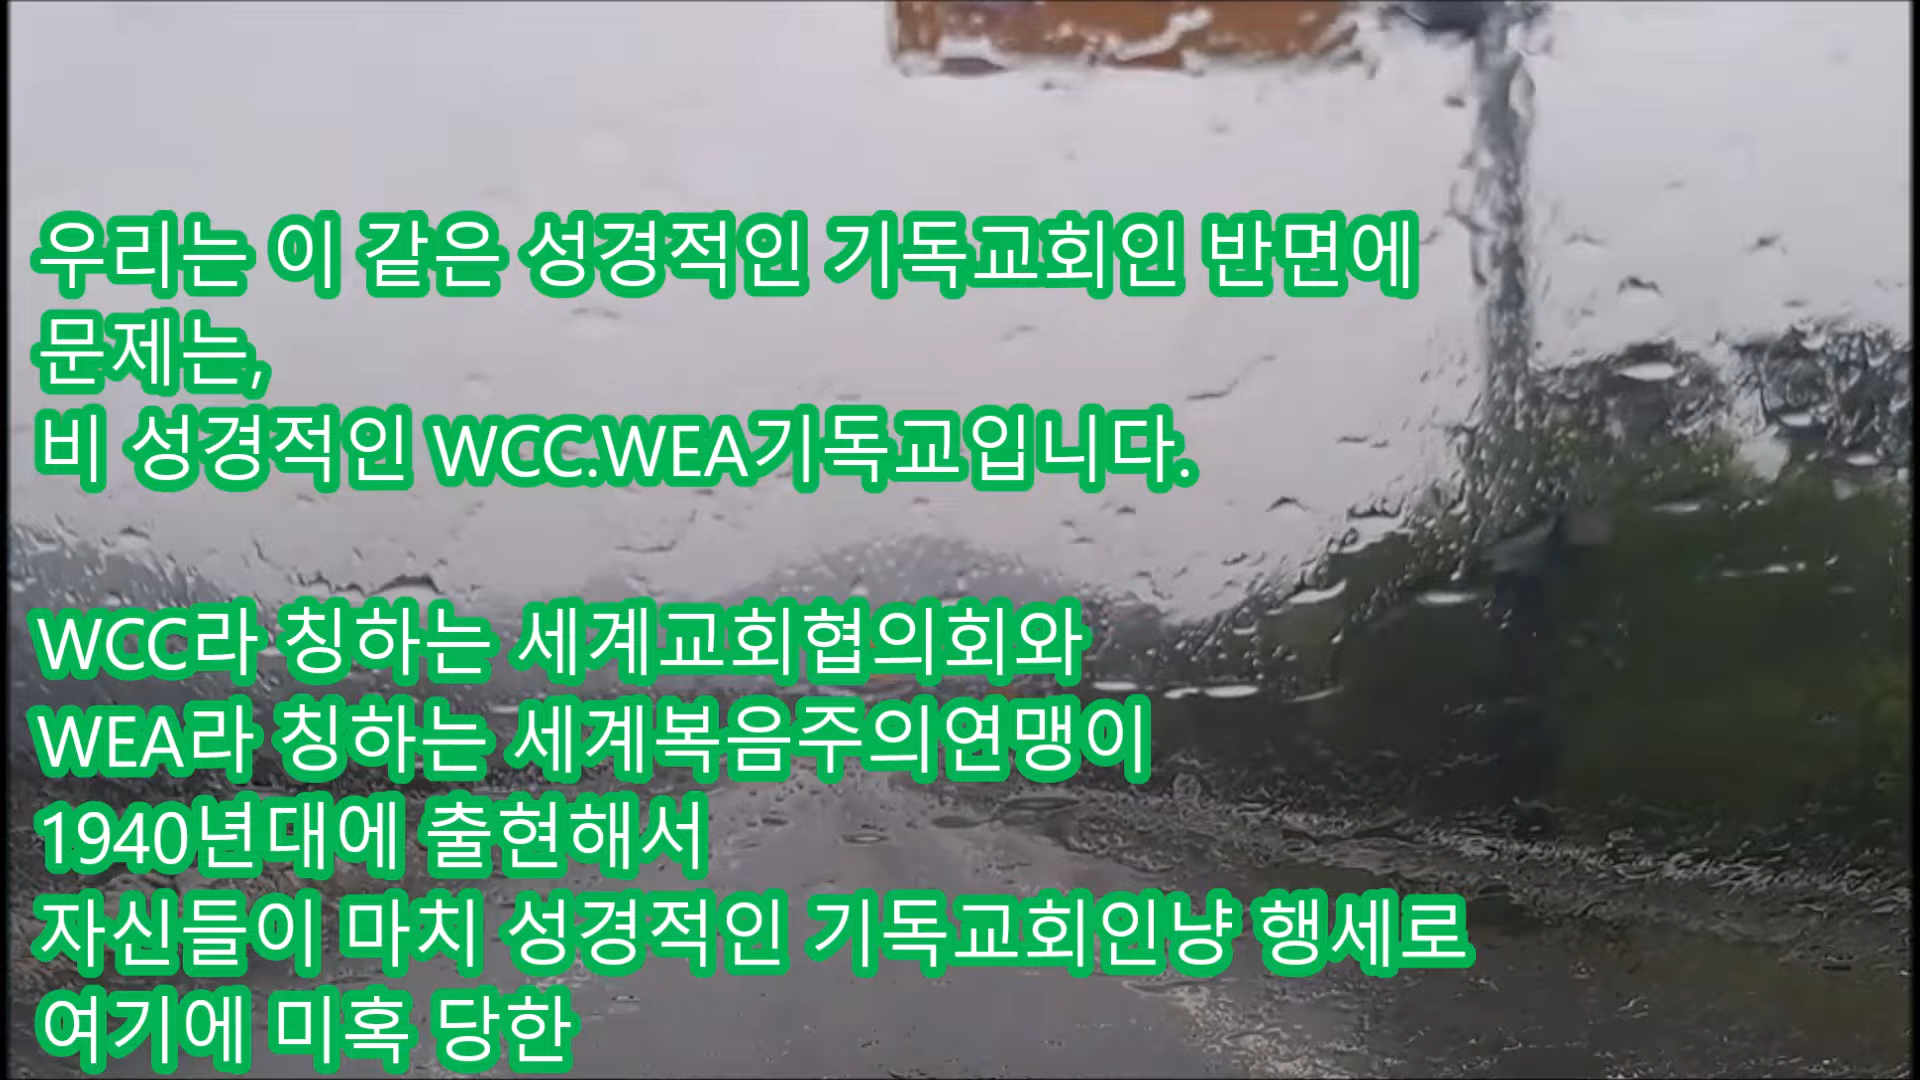 우리는 이 같은 성경적인 기독교회인 반면에
문제는,
비 성경적인 WCC.WEA기독교입니다.
WCC라 칭하는 세계교회협의회와
WEA라 칭하는 세계복음주의연맹이
1940년대에 출현해서
자신들이 마치 성경적인 기독교회인냥 행세로
여기에 미혹 당한